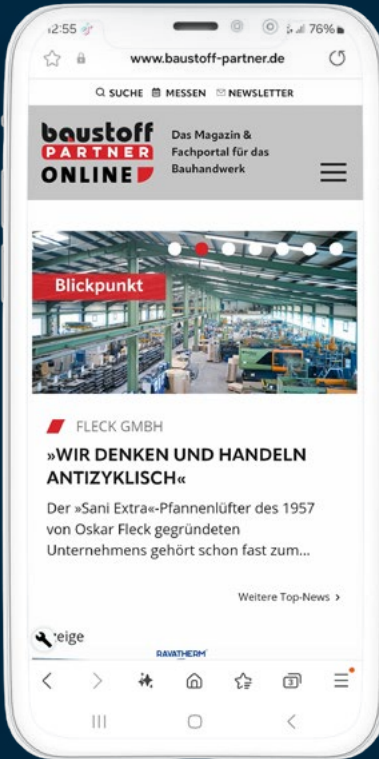 12:55
76%
www.baustoff-partner.de
SUCHE MESSEN NEWSLETTER
baustoff
PARTNER
ONLINE
Das Magazin &
Fachportal für das
Bauhandwerk
Blickpunkt
FLECK GMBH
»WIR DENKEN UND HANDELN
ANTIZYKLISCH«
Der »Sani Extra«-Pfannenlüfter des 1957
von Oskar Fleck gegründeten
Unternehmens gehört schon fast zum...
Weitere Top-News >
eige
RAVATHERM
3